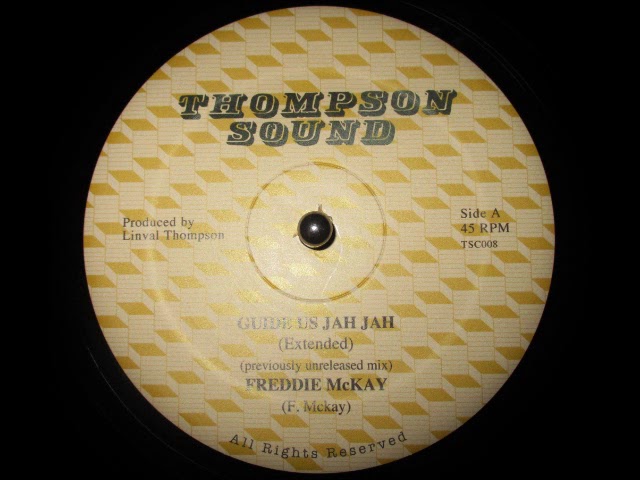 THOMPSON
SOUND
Produced by
Linval Thompson
Side A
45 RPM
TSC008
GUIDE US JAH JAH
(Extended)
(previously unreleased mix)
FREDDIE McKAY
(F. Mckay)
All Rights Reserved